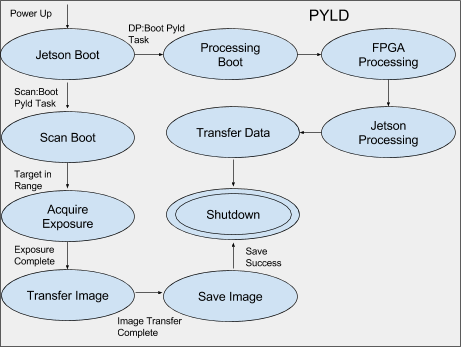 Power Up
PYLD
DP:Boot Pyld
Task
Jetson Boot
Processing
Boot
FPGA
Processing
Scan:Boot
Pyld Task
Scan Boot
Transfer Data
Jetson
Processing
Target in
Range
Acquire
Exposure
Shutdown
Exposure
Complete
Save
Success
Transfer Image
Save Image
Image Transfer
Complete